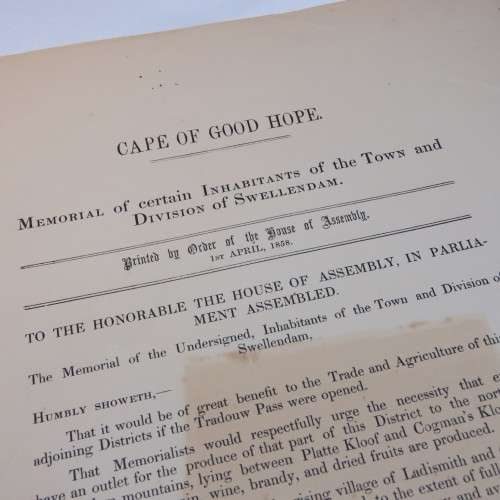 CAPE OF GOOD HOPE.
MEMORIAL of certain INHABITANTS of the TOWN and
DIVISION OF SWELLENDAM.
Printed by Order of the House of Assembly.
1ST APRIL, 1858.
TO THE HONORABLE THE HOUSE OF ASSEMBLY, IN PARLIA-
MENT ASSEMBLED.
The Memorial of the Undersigned, Inhabitants of the Town and Division of
Swellendam,
HUMBLY SHOWETH,—
That it would be of great benefit to the Trade and Agriculture of this
adjoining Districts if the Tradouw Pass were opened.
That Memorialists would respectfully urge the necessity that
have an outlet for the produce of that part of this District to the
mountains, lying between Platte Kloof and Cogman's
wine, brandy, and dried fruits are produced.
village of Ladismith
to the extent of